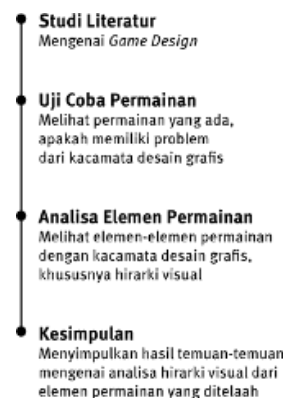 Studi Literatur
Mengenai Game Design
Uji Coba Permainan
Melihat permainan yang ada,
apakah memiliki problem
dari kacamata desain grafis
Analisa Elemen Permainan
Melihat elemen-elemen permainan
dengan kacamata desain grafis,
khususnya hirarki visual
Kesimpulan
Menyimpulkan hasil temuan-temuan
mengenai analisa hirarki visual dari
elemen permainan yang ditelaah